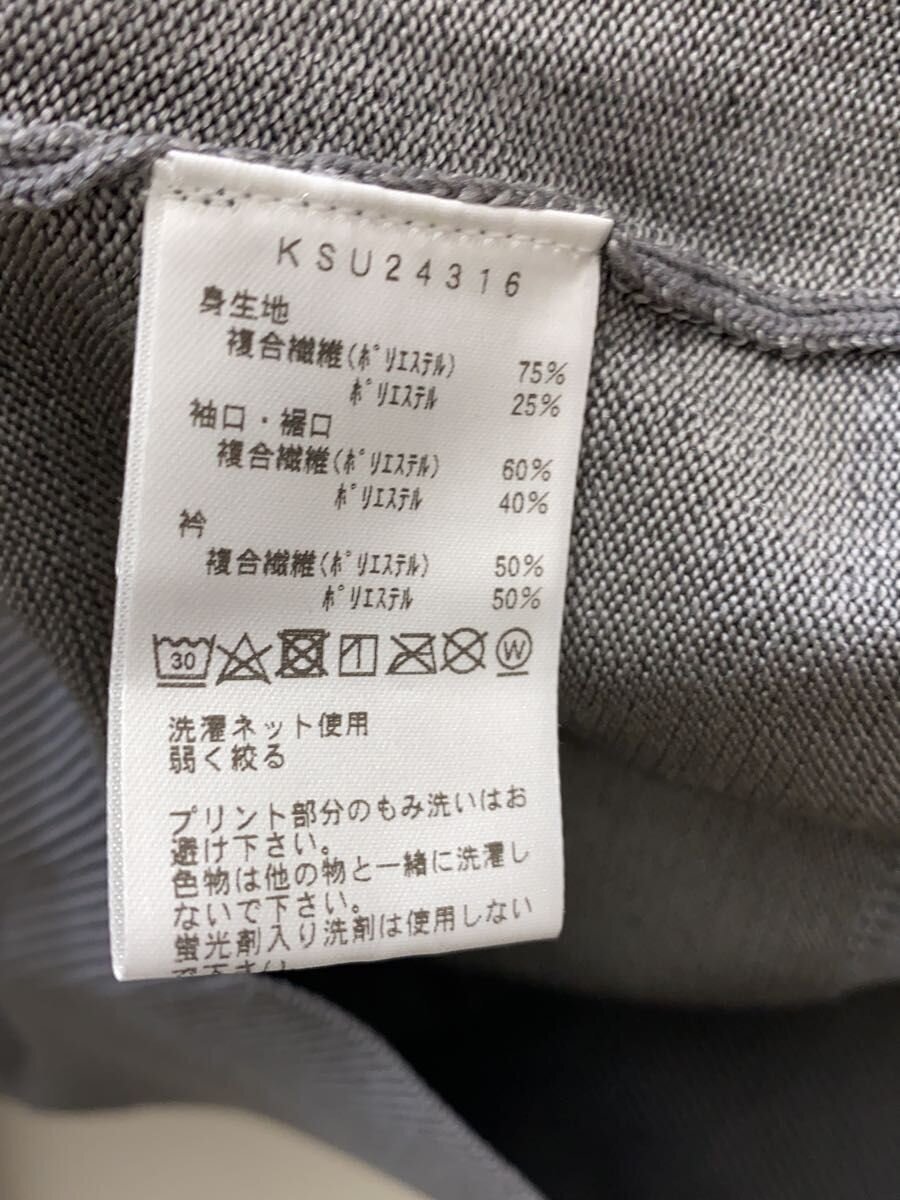 KSU24316
身生地
複合繊維(ポリエステル) 75%
ポリエステル 25%
袖口・裾口
複合繊維(ポリエステル) 60%
ポリエステル 40%
衿
複合繊維(ポリエステル) 50%
ポリエステル 50%
30 W
洗濯ネット使用
弱く絞る
プリント部分のもみ洗いはお
避け下さい。
色物は他の物と一緒に洗濯し
ないで下さい。
蛍光剤入り洗剤は使用しない
で下さい